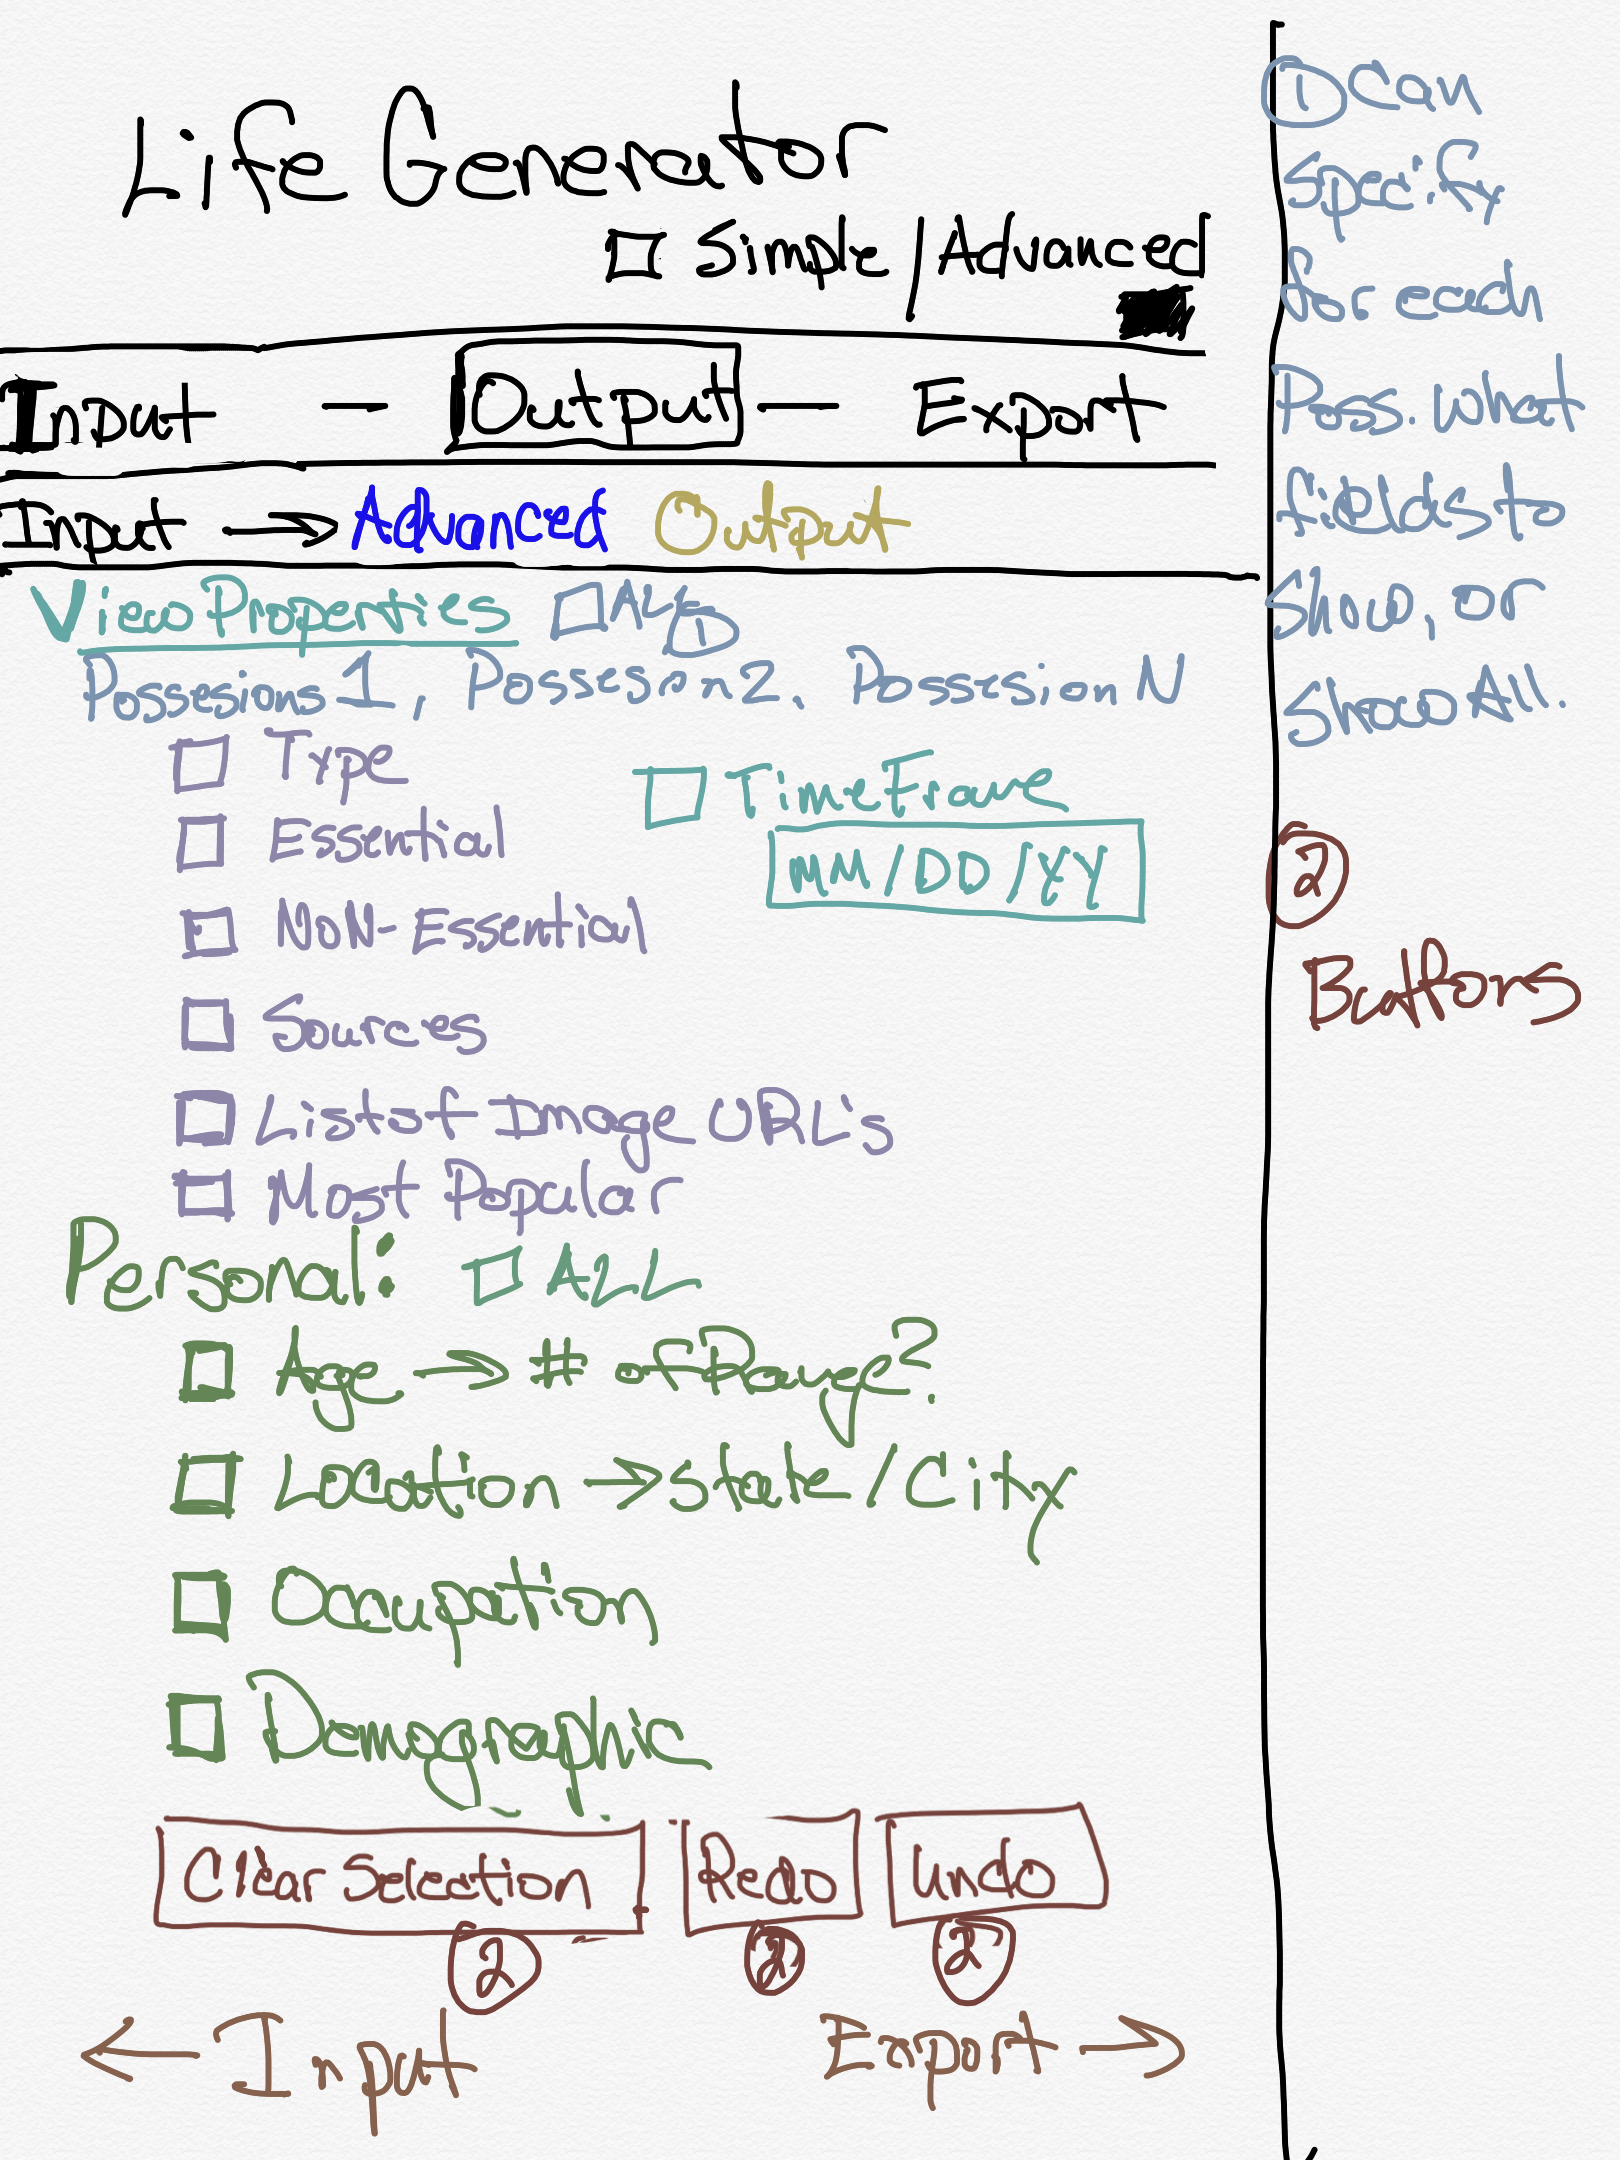 Life Generator
Simple / Advanced
Input — Output — Export
Input → Advanced Output
View Properties ALL ①
Possesions 1, Possesion 2, Possesion N
Type
TimeFrame
Essential
MM/DD/YY
NoN-Essential
Sources
List of Image URL's
Most Popular
Personal: ALL
Age → # of Range?
Location → State/City
Occupation
Demographic
Clear Selection Redo Undo
② ② ②
← Input Export →
① Can
Specify
for each
Poss. what
fields to
Show, or
Show All.
②
Buttons